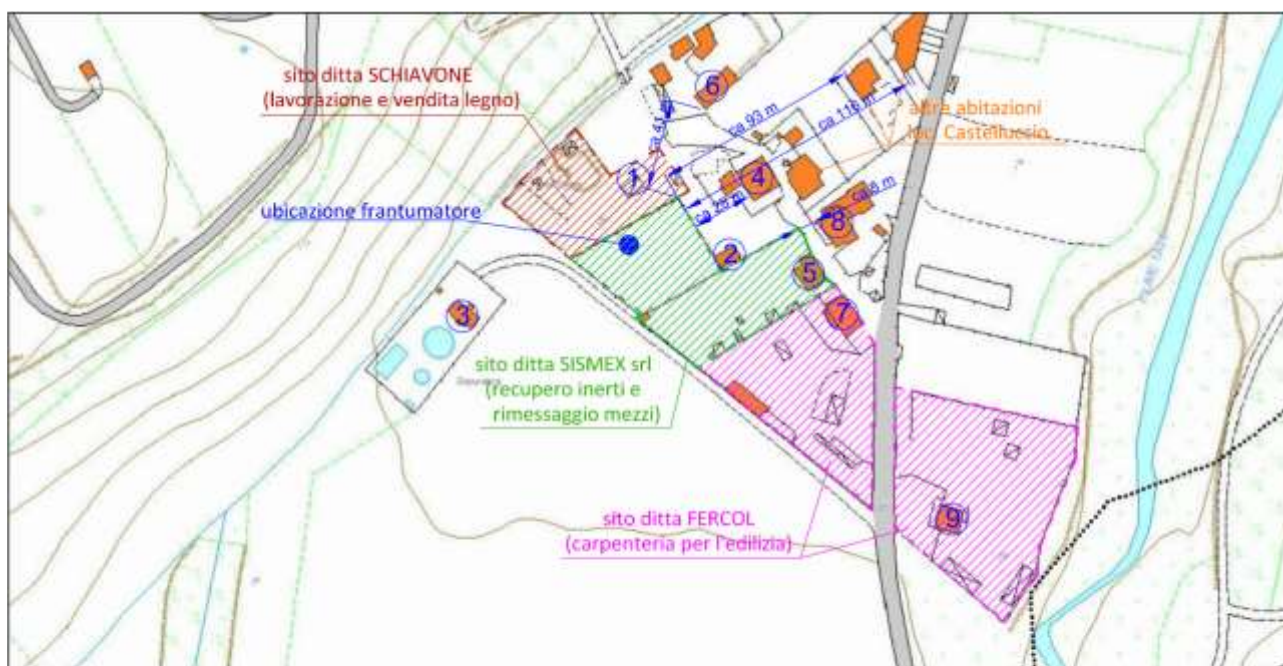 sito ditta SCHIAVONE
(lavorazione e vendita legno)
6
ca 93 m
ca 116 m
altre abitazioni
loc. Castelluccio
ca 41
1
4
ubicazione frantumatore
ca 25 m
8
2
5
3
7
sito ditta SISMEX srl
(recupero inerti e
rimessaggio mezzi)
sito ditta FERCOL
(carpenteria per l'edilizia)
9